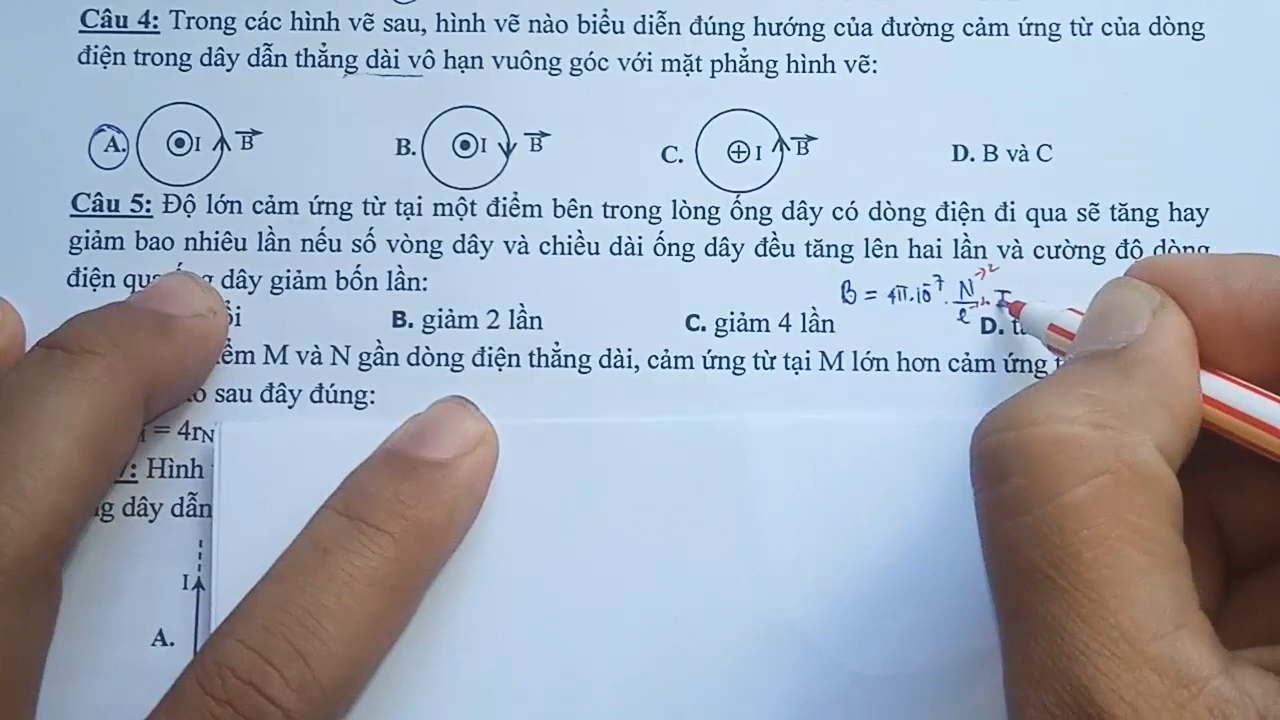 Câu 4: Trong các hình vẽ sau, hình vẽ nào biểu diễn đúng hướng của đường cảm ứng từ của dòng
điện trong dây dẫn thẳng dài vô hạn vuông góc với mặt phẳng hình vẽ:
A. I B B. I B C. I B D. B và C
Câu 5: Độ lớn cảm ứng từ tại một điểm bên trong lòng ống dây có dòng điện đi qua sẽ tăng hay
giảm bao nhiêu lần nếu số vòng dây và chiều dài ống dây đều tăng lên hai lần và cường độ dòng
điện dây giảm bốn lần:
B = 4π.10⁻⁷. N/ℓ . I
B. giảm 2 lần C. giảm 4 lần D.
M và N gần dòng điện thẳng dài, cảm ứng từ tại M lớn hơn cảm ứng
sau đây đúng:
= 4rN
7: Hình
dây dẫn
I
A.